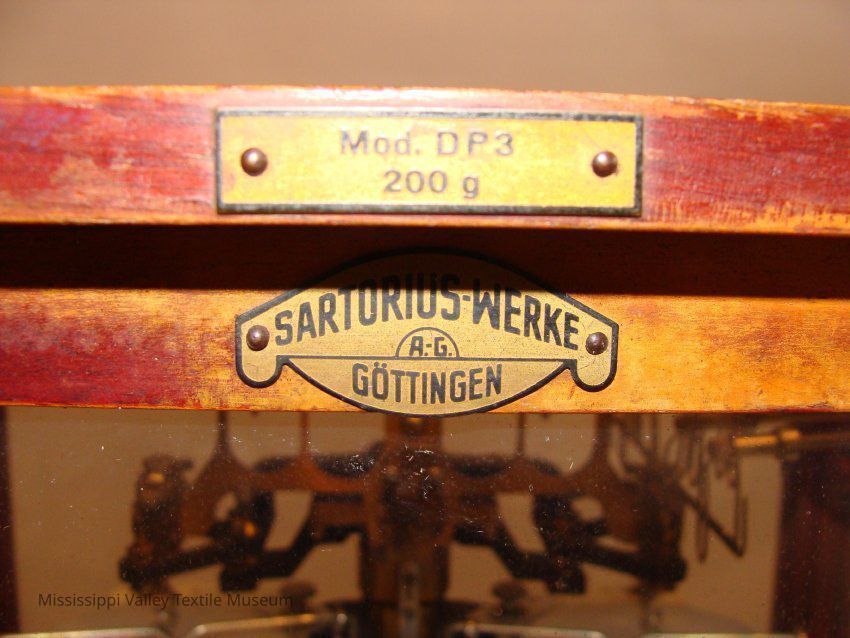 Mod. DP3
200 g
SARTORIUS-WERKE
A.-G.
GÖTTINGEN
Mississippi Valley Textile Museum